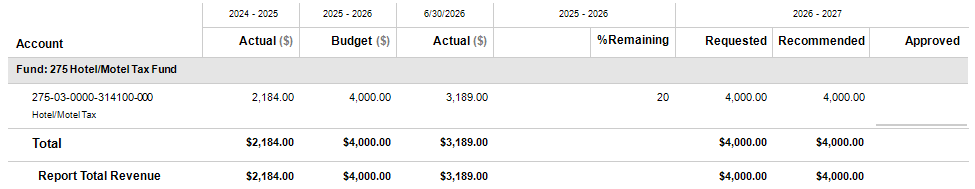 2024 - 2025 2025 - 2026 6/30/2026 2025 - 2026 2026 - 2027
Account Actual ($) Budget ($) Actual ($) %Remaining Requested Recommended Approved
Fund: 275 Hotel/Motel Tax Fund
275-03-0000-314100-000 2,184.00 4,000.00 3,189.00 20 4,000.00 4,000.00
Hotel/Motel Tax
Total $2,184.00 $4,000.00 $3,189.00 $4,000.00 $4,000.00
Report Total Revenue $2,184.00 $4,000.00 $3,189.00 $4,000.00 $4,000.00